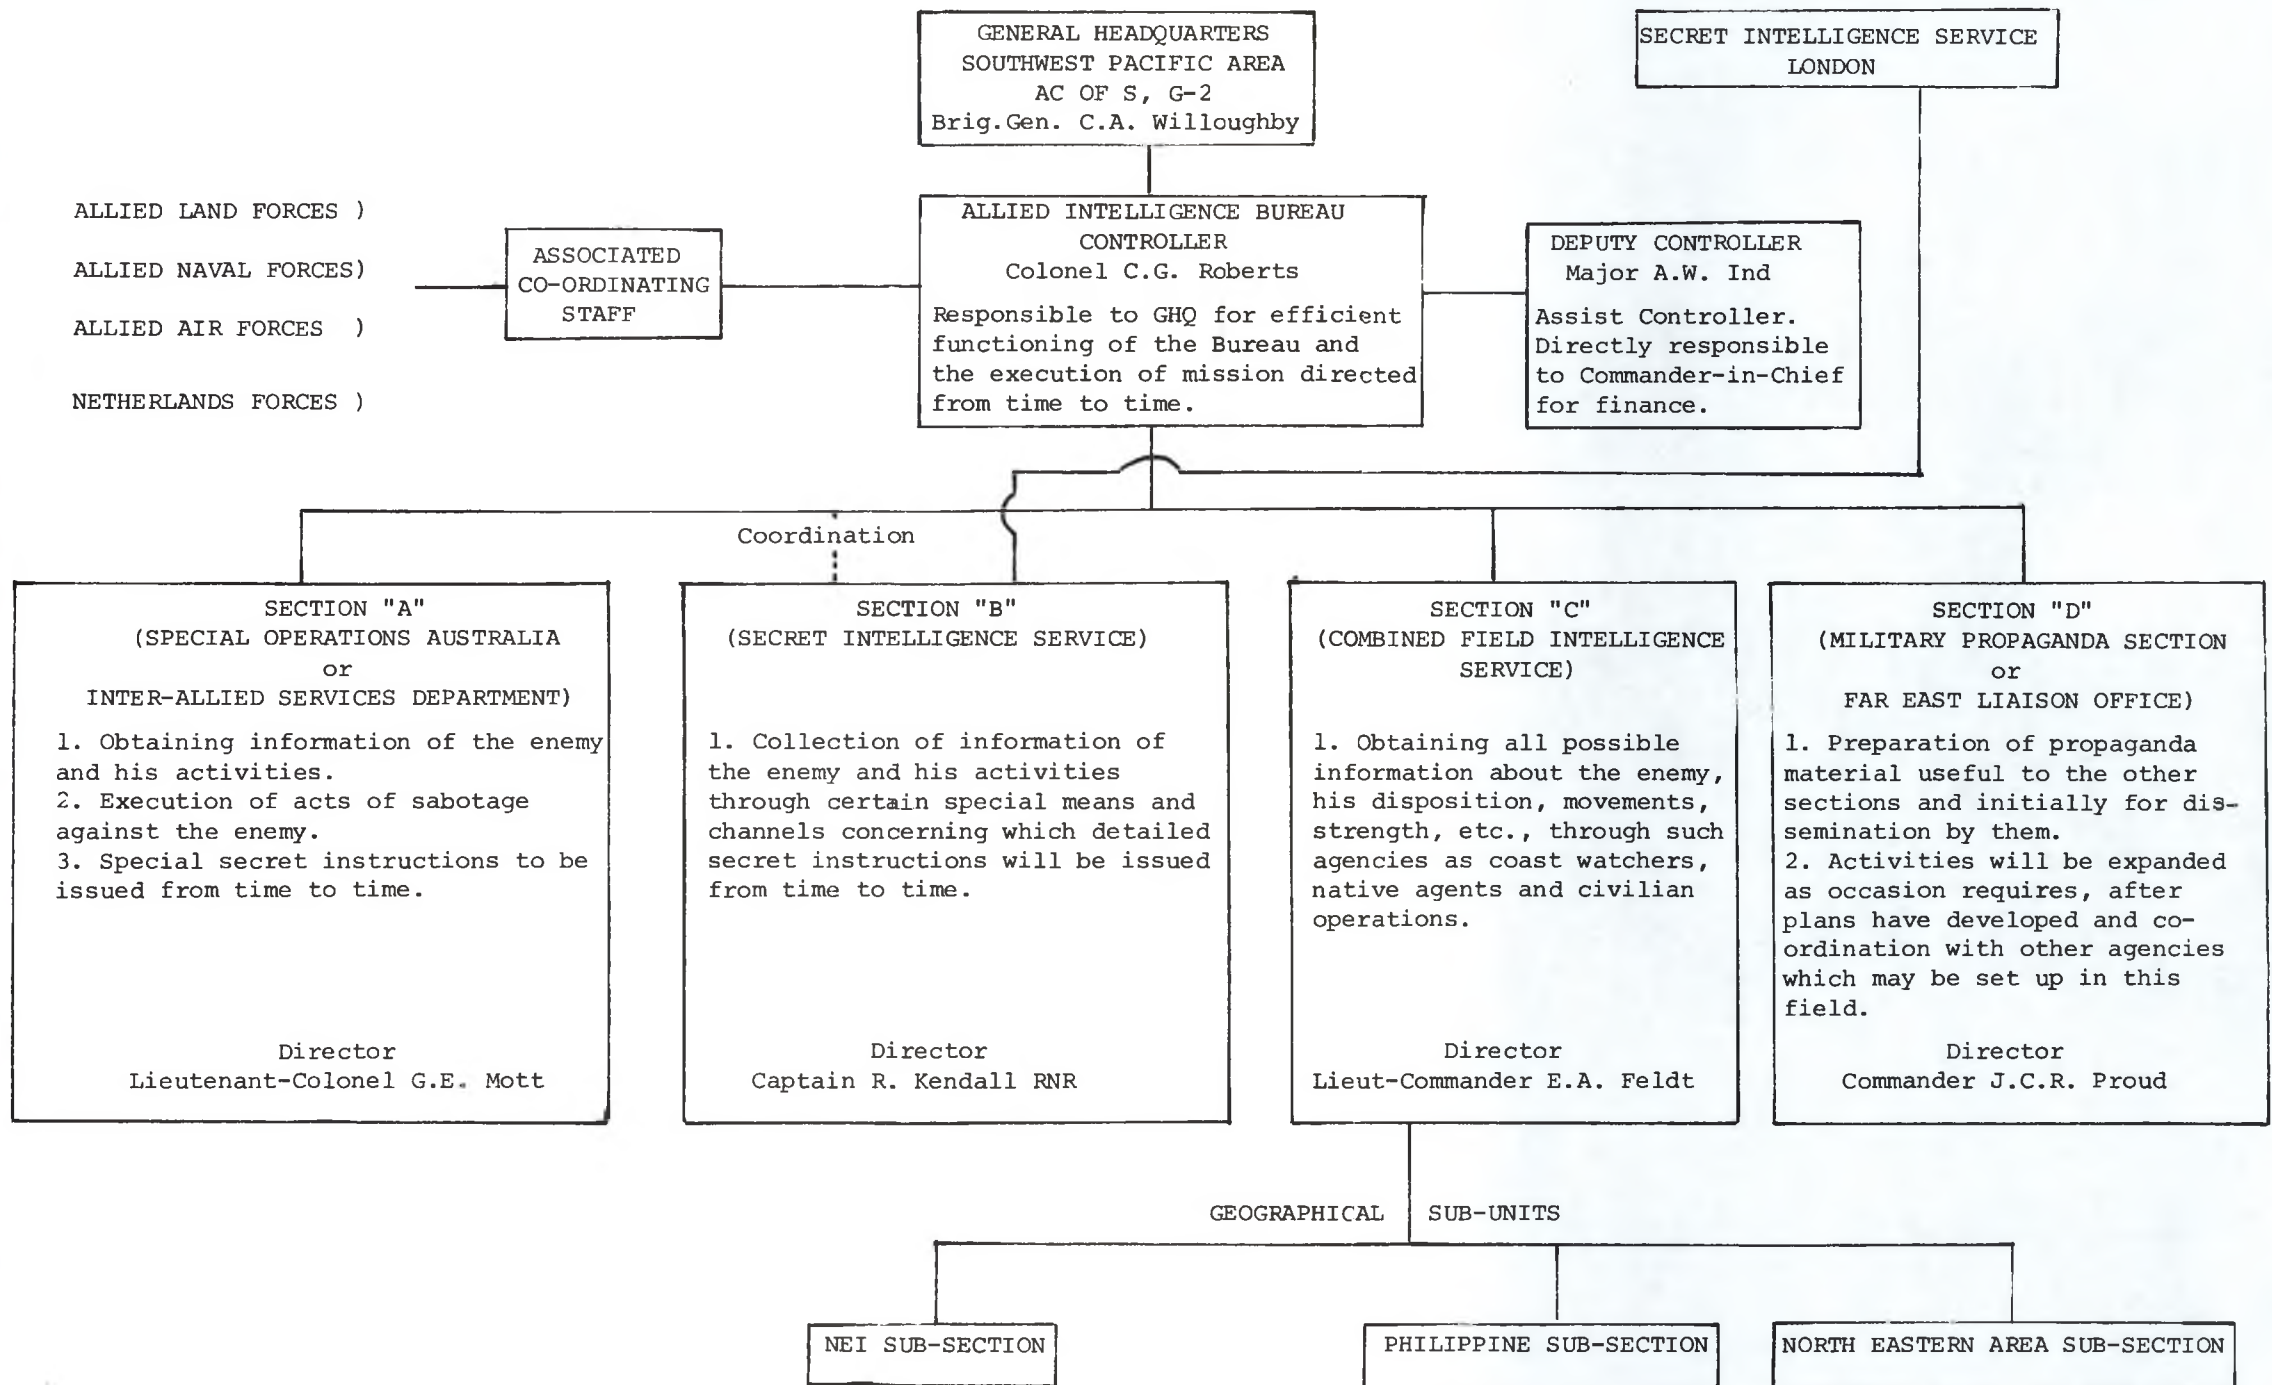 GENERAL HEADQUARTERS
SOUTHWEST PACIFIC AREA
AC OF S, G-2
Brig.Gen. C.A. Willoughby
SECRET INTELLIGENCE SERVICE
LONDON
ALLIED LAND FORCES )
ALLIED NAVAL FORCES)
ALLIED AIR FORCES )
NETHERLANDS FORCES )
ASSOCIATED
CO-ORDINATING
STAFF
ALLIED INTELLIGENCE BUREAU
CONTROLLER
Colonel C.G. Roberts
Responsible to GHQ for efficient
functioning of the Bureau and
the execution of mission directed
from time to time.
DEPUTY CONTROLLER
Major A.W. Ind
Assist Controller.
Directly responsible
to Commander-in-Chief
for finance.
Coordination
SECTION "A"
(SPECIAL OPERATIONS AUSTRALIA
or
INTER-ALLIED SERVICES DEPARTMENT)
1. Obtaining information of the enemy
and his activities.
2. Execution of acts of sabotage
against the enemy.
3. Special secret instructions to be
issued from time to time.
Director
Lieutenant-Colonel G.E. Mott
SECTION "B"
(SECRET INTELLIGENCE SERVICE)
1. Collection of information of
the enemy and his activities
through certain special means and
channels concerning which detailed
secret instructions will be issued
from time to time.
Director
Captain R. Kendall RNR
SECTION "C"
(COMBINED FIELD INTELLIGENCE
SERVICE)
1. Obtaining all possible
information about the enemy,
his disposition, movements,
strength, etc., through such
agencies as coast watchers,
native agents and civilian
operations.
Director
Lieut-Commander E.A. Feldt
SECTION "D"
(MILITARY PROPAGANDA SECTION
or
FAR EAST LIAISON OFFICE)
1. Preparation of propaganda
material useful to the other
sections and initially for dis-
semination by them.
2. Activities will be expanded
as occasion requires, after
plans have developed and co-
ordination with other agencies
which may be set up in this
field.
Director
Commander J.C.R. Proud
GEOGRAPHICAL SUB-UNITS
NEI SUB-SECTION
PHILIPPINE SUB-SECTION
NORTH EASTERN AREA SUB-SECTION